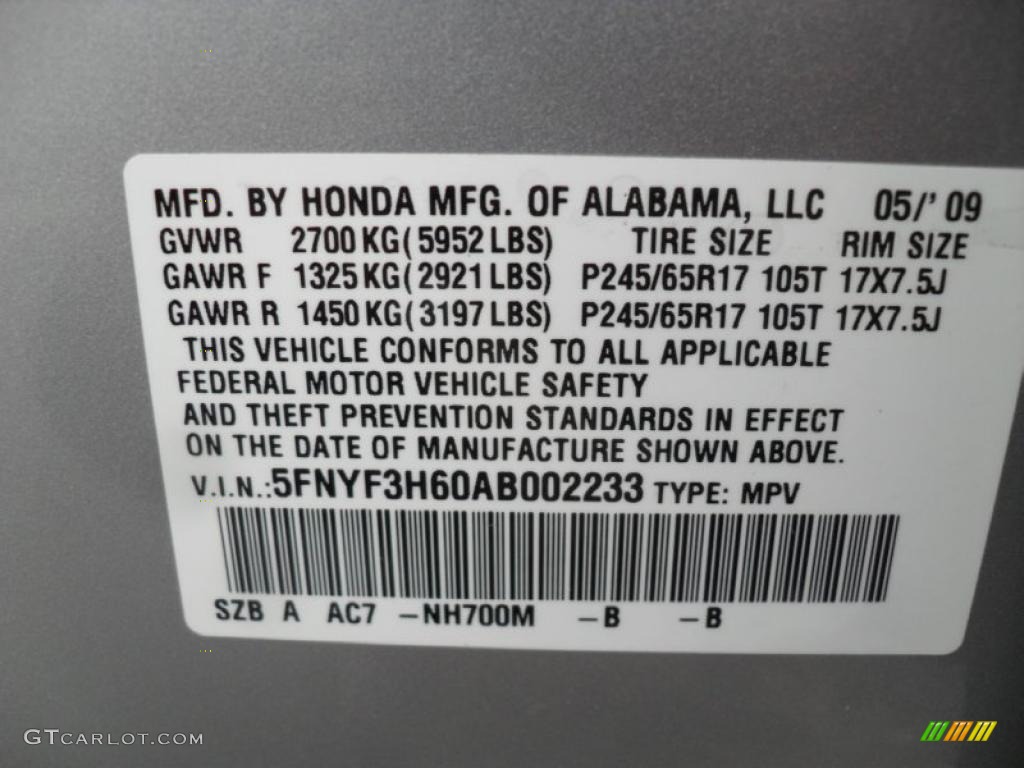 MFD. BY HONDA MFG. OF ALABAMA, LLC 05/' 09
GVWR 2700 KG( 5952 LBS) TIRE SIZE RIM SIZE
GAWR F 1325 KG( 2921 LBS) P245/65R17 105T 17X7.5J
GAWR R 1450 KG( 3197 LBS) P245/65R17 105T 17X7.5J
THIS VEHICLE CONFORMS TO ALL APPLICABLE
FEDERAL MOTOR VEHICLE SAFETY
AND THEFT PREVENTION STANDARDS IN EFFECT
ON THE DATE OF MANUFACTURE SHOWN ABOVE.
V.I.N.:5FNYF3H60AB002233 TYPE: MPV
SZB A AC7 –NH700M –B –B
GTCARLOT.COM